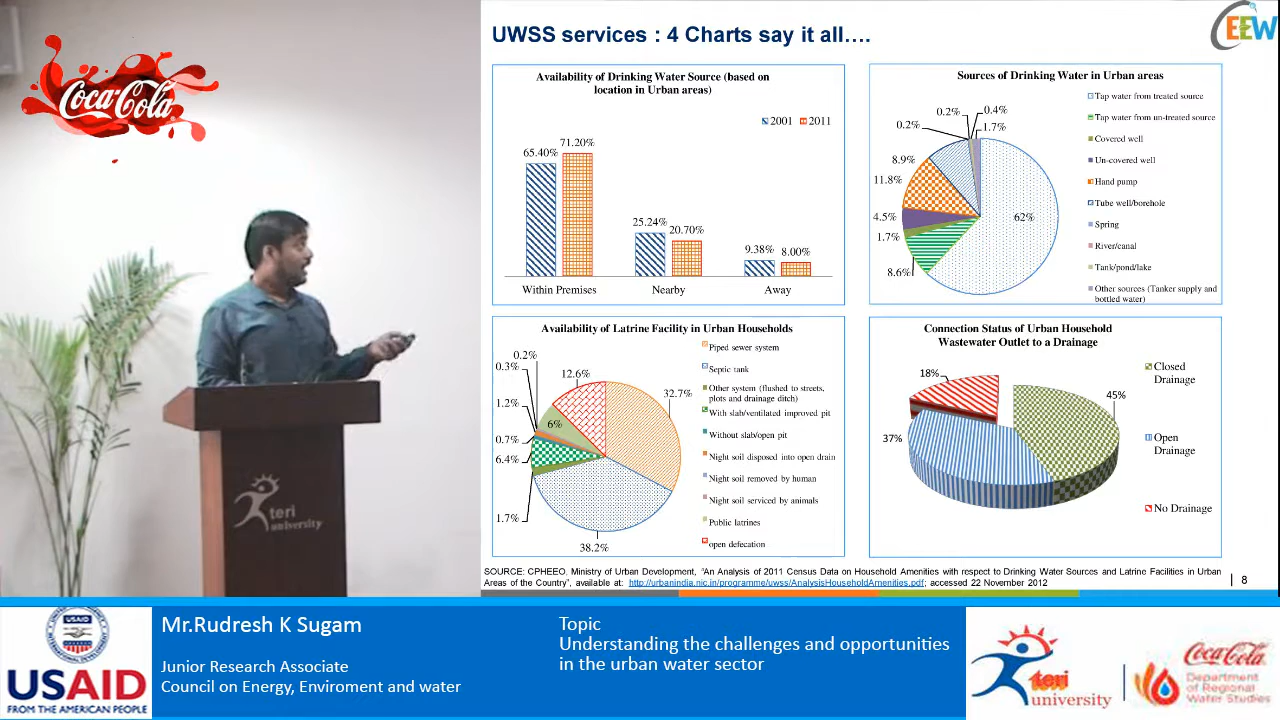 Coca-Cola
teri
university
UWSS services : 4 Charts say it all....
CEEW
Availability of Drinking Water Source (based on
location in Urban areas)
2001 2011
65.40%
71.20%
25.24%
20.70%
9.38%
8.00%
Within Premises
Nearby
Away
Sources of Drinking Water in Urban areas
0.2%
0.4%
0.2%
1.7%
8.9%
11.8%
62%
4.5%
1.7%
8.6%
Tap water from treated source
Tap water from un-treated source
Covered well
Un-covered well
Hand pump
Tube well/borehole
Spring
River/canal
Tank/pond/lake
Other sources (Tanker supply and
bottled water)
Availability of Latrine Facility in Urban Households
0.2%
0.3%
12.6%
32.7%
1.2%
6%
0.7%
6.4%
1.7%
38.2%
Piped sewer system
Septic tank
Other system (flushed to streets,
plots and drainage ditch)
With slab/ventilated improved pit
Without slab/open pit
Night soil disposed into open drain
Night soil removed by human
Night soil serviced by animals
Public latrines
open defecation
Connection Status of Urban Household
Wastewater Outlet to a Drainage
18%
45%
37%
Closed
Drainage
Open
Drainage
No Drainage
SOURCE: CPHEEO, Ministry of Urban Development, "An Analysis of 2011 Census Data on Household Amenities with respect to Drinking Water Sources and Latrine Facilities in Urban
Areas of the Country", available at: http://urbanindia.nic.in/programme/uwss/AnalysisHouseholdAmenities.pdf; accessed 22 November 2012
| 8
USAID
FROM THE AMERICAN PEOPLE
Mr.Rudresh K Sugam
Junior Research Associate
Council on Energy, Enviroment and water
Topic
Understanding the challenges and opportunities
in the urban water sector
teri
university
Coca-Cola
Department
of Regional
Water Studies